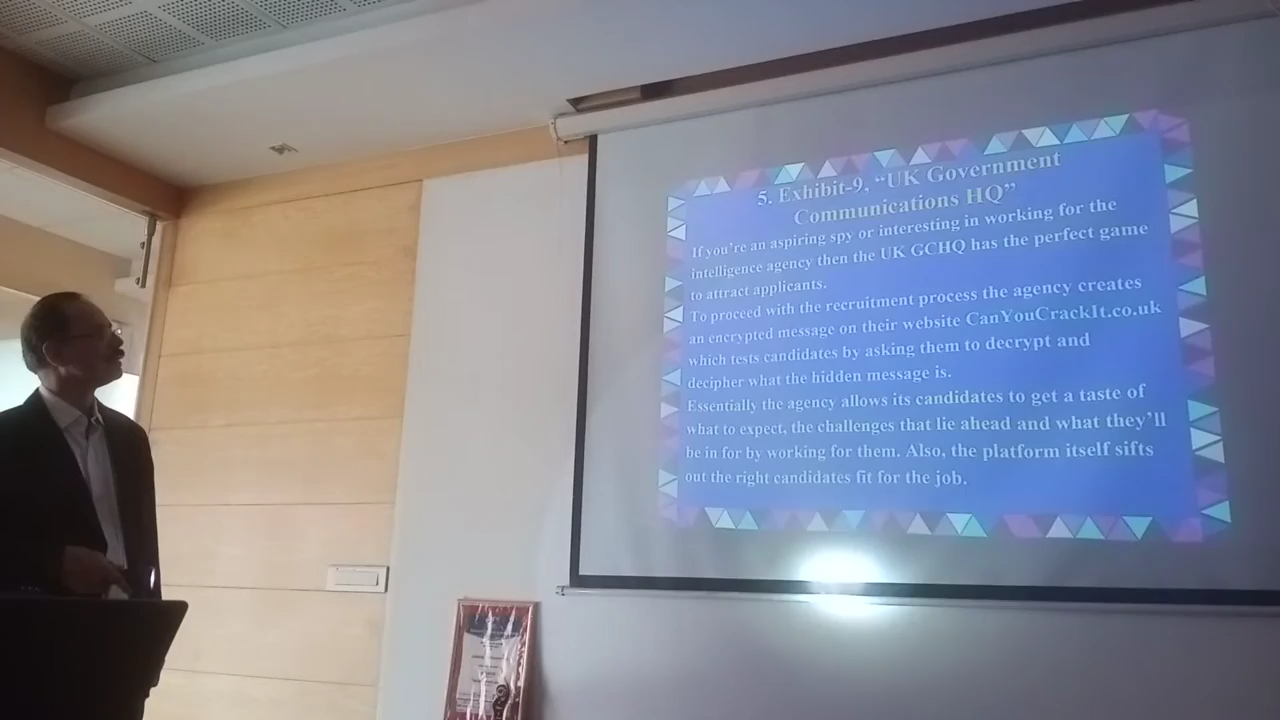 5. Exhibit-9, “UK Government
Communications HQ”
If you’re an aspiring spy or interesting in working for the
intelligence agency then the UK GCHQ has the perfect game
to attract applicants.
To proceed with the recruitment process the agency creates
an encrypted message on their website CanYouCrackIt.co.uk
which tests candidates by asking them to decrypt and
decipher what the hidden message is.
Essentially the agency allows its candidates to get a taste of
what to expect, the challenges that lie ahead and what they’ll
be in for by working for them. Also, the platform itself sifts
out the right candidates fit for the job.